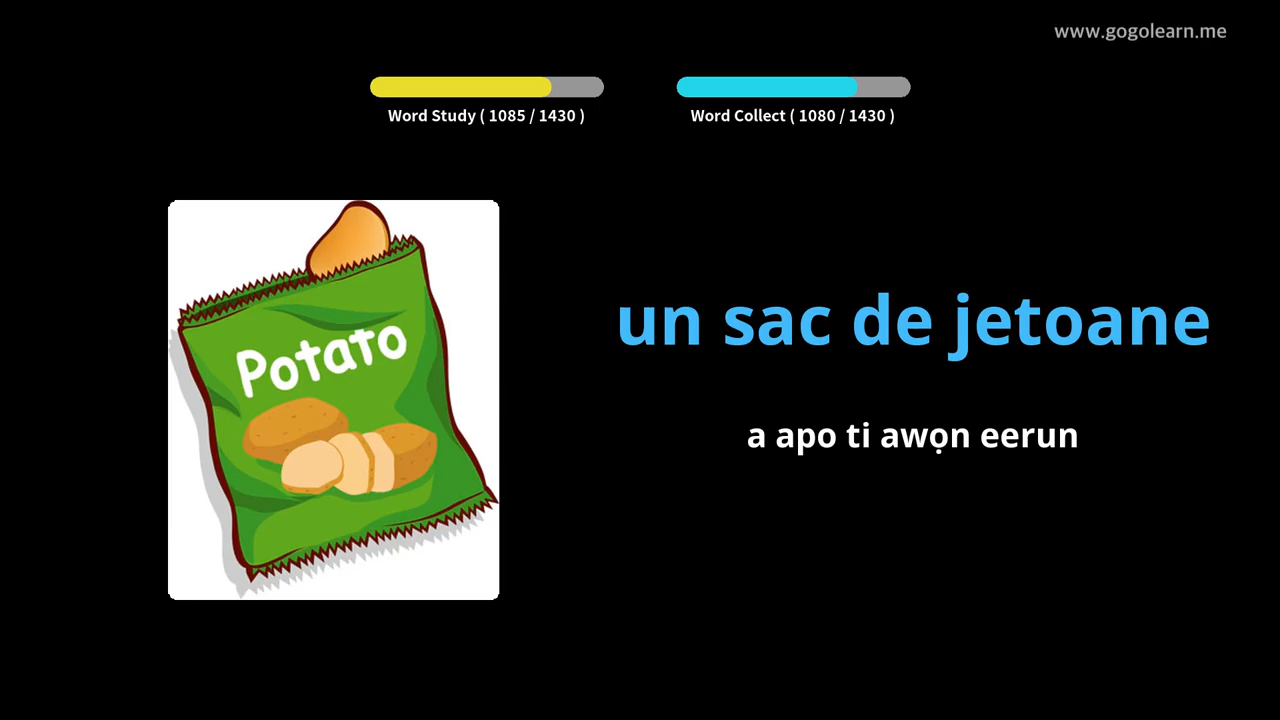 www.gogolearn.me
Word Study ( 1085 / 1430 )
Word Collect ( 1080 / 1430 )
Potato
un sac de jetoane
a apo ti awọn eerun